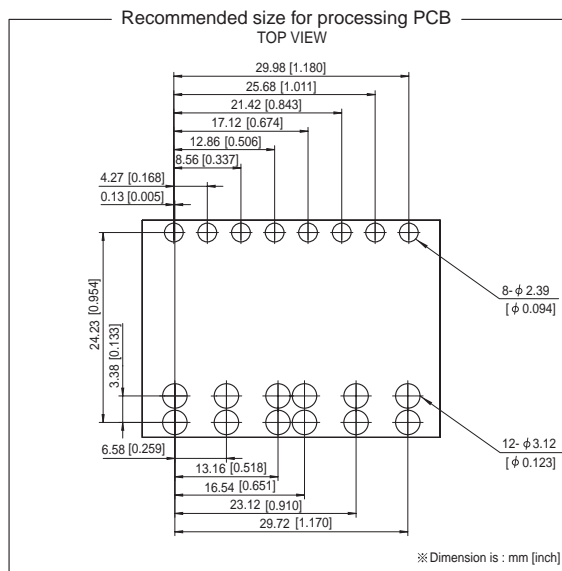 Recommended size for processing PCB
TOP VIEW
29.98 [1.180]
25.68 [1.011]
21.42 [0.843]
17.12 [0.674]
12.86 [0.506]
8.56 [0.337]
4.27 [0.168]
0.13 [0.005]
24.23 [0.954]
3.38 [0.133]
8-ϕ2.39
[ϕ0.094]
12-ϕ3.12
[ϕ0.123]
6.58 [0.259]
13.16 [0.518]
16.54 [0.651]
23.12 [0.910]
29.72 [1.170]
※Dimension is : mm [inch]